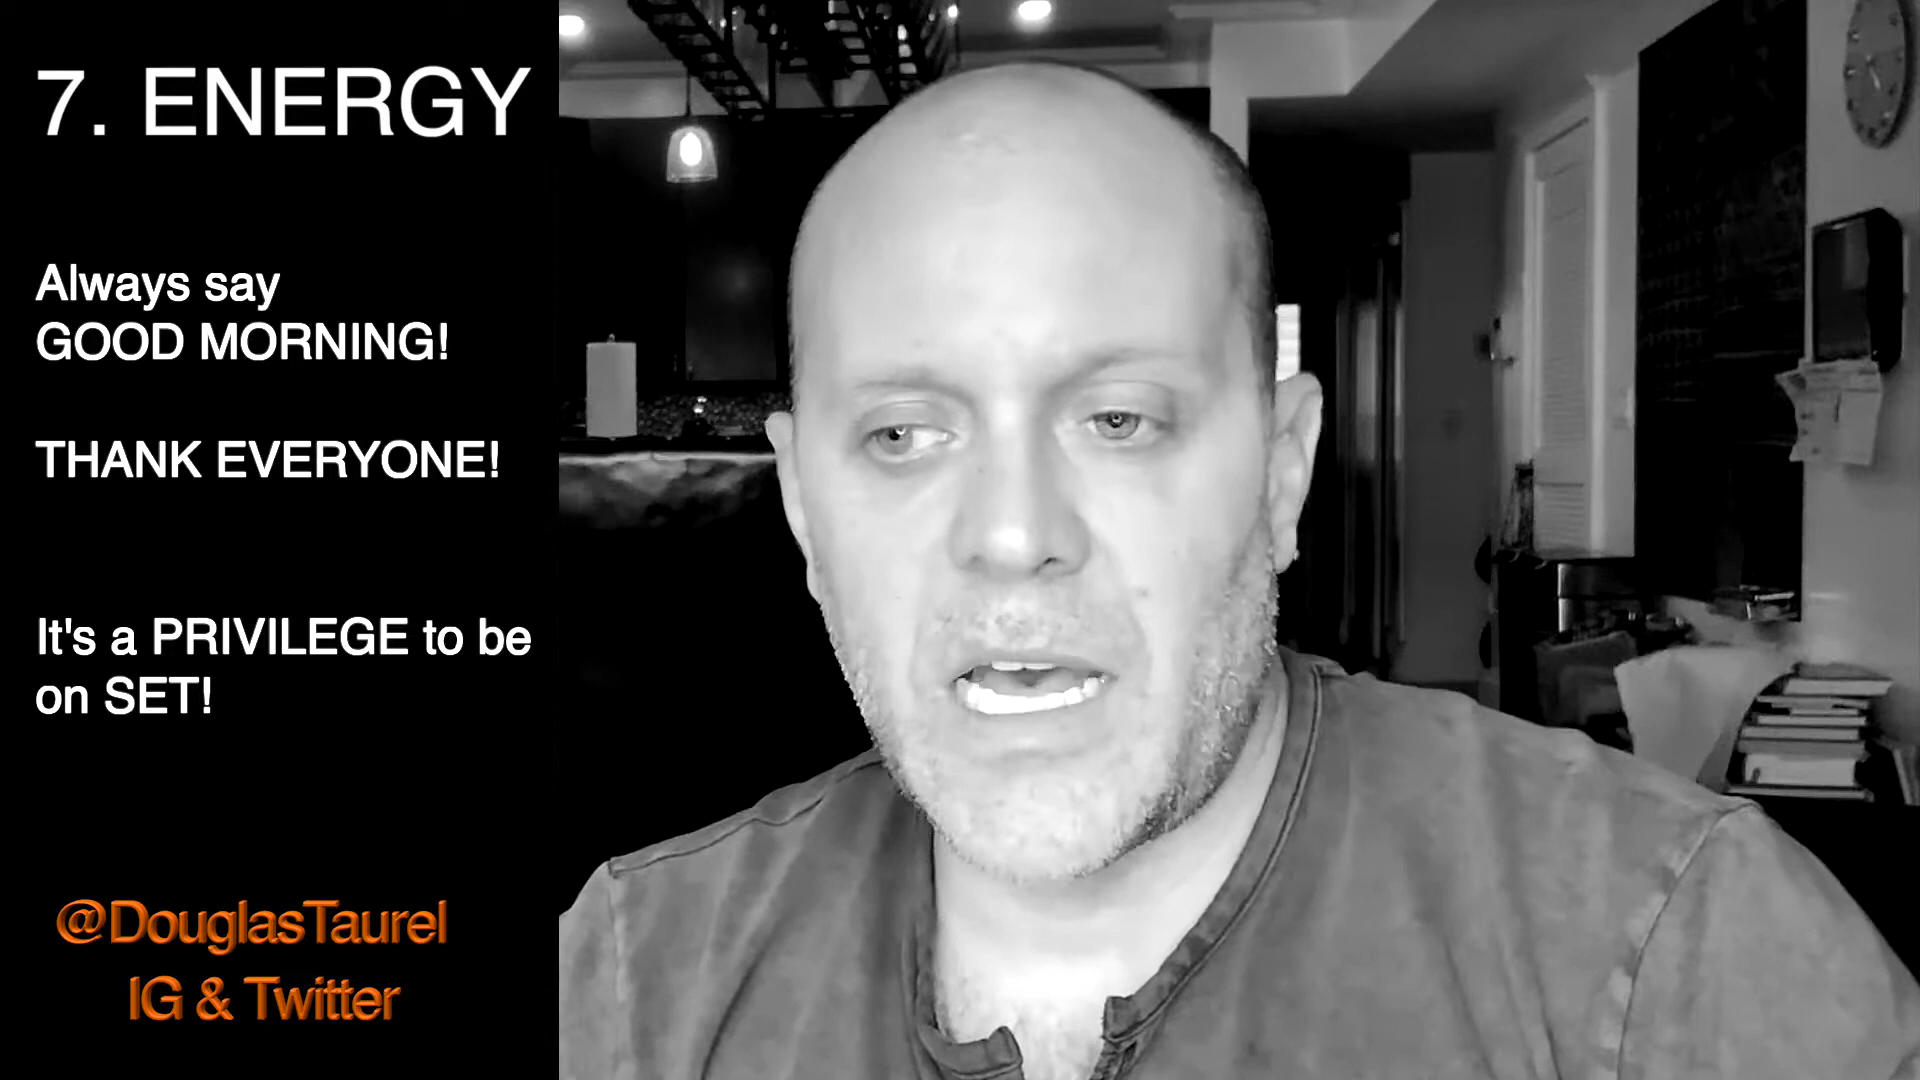 7. ENERGY
Always say
GOOD MORNING!
THANK EVERYONE!
It's a PRIVILEGE to be
on SET!
@DouglasTaurel
IG & Twitter